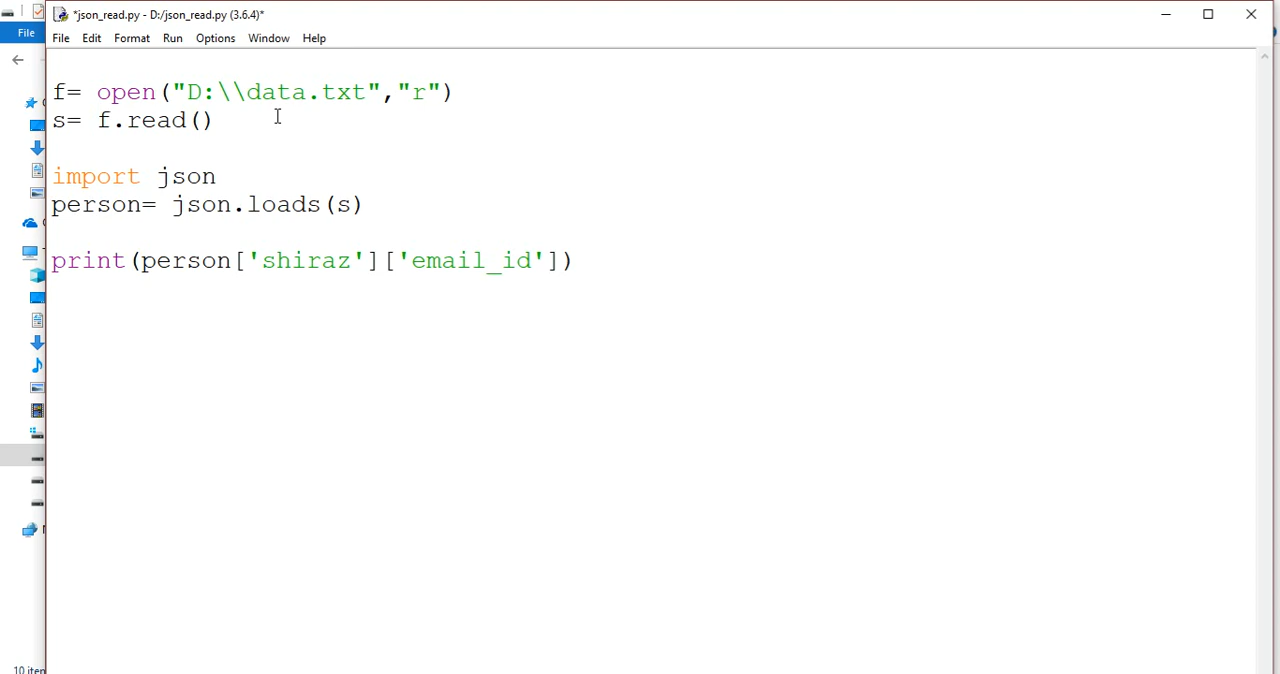 *json_read.py - D:/json_read.py (3.6.4)*
File
File Edit Format Run Options Window Help
f= open("D:\\data.txt","r")
s= f.read()
import json
person= json.loads(s)
print(person['shiraz']['email_id'])
10